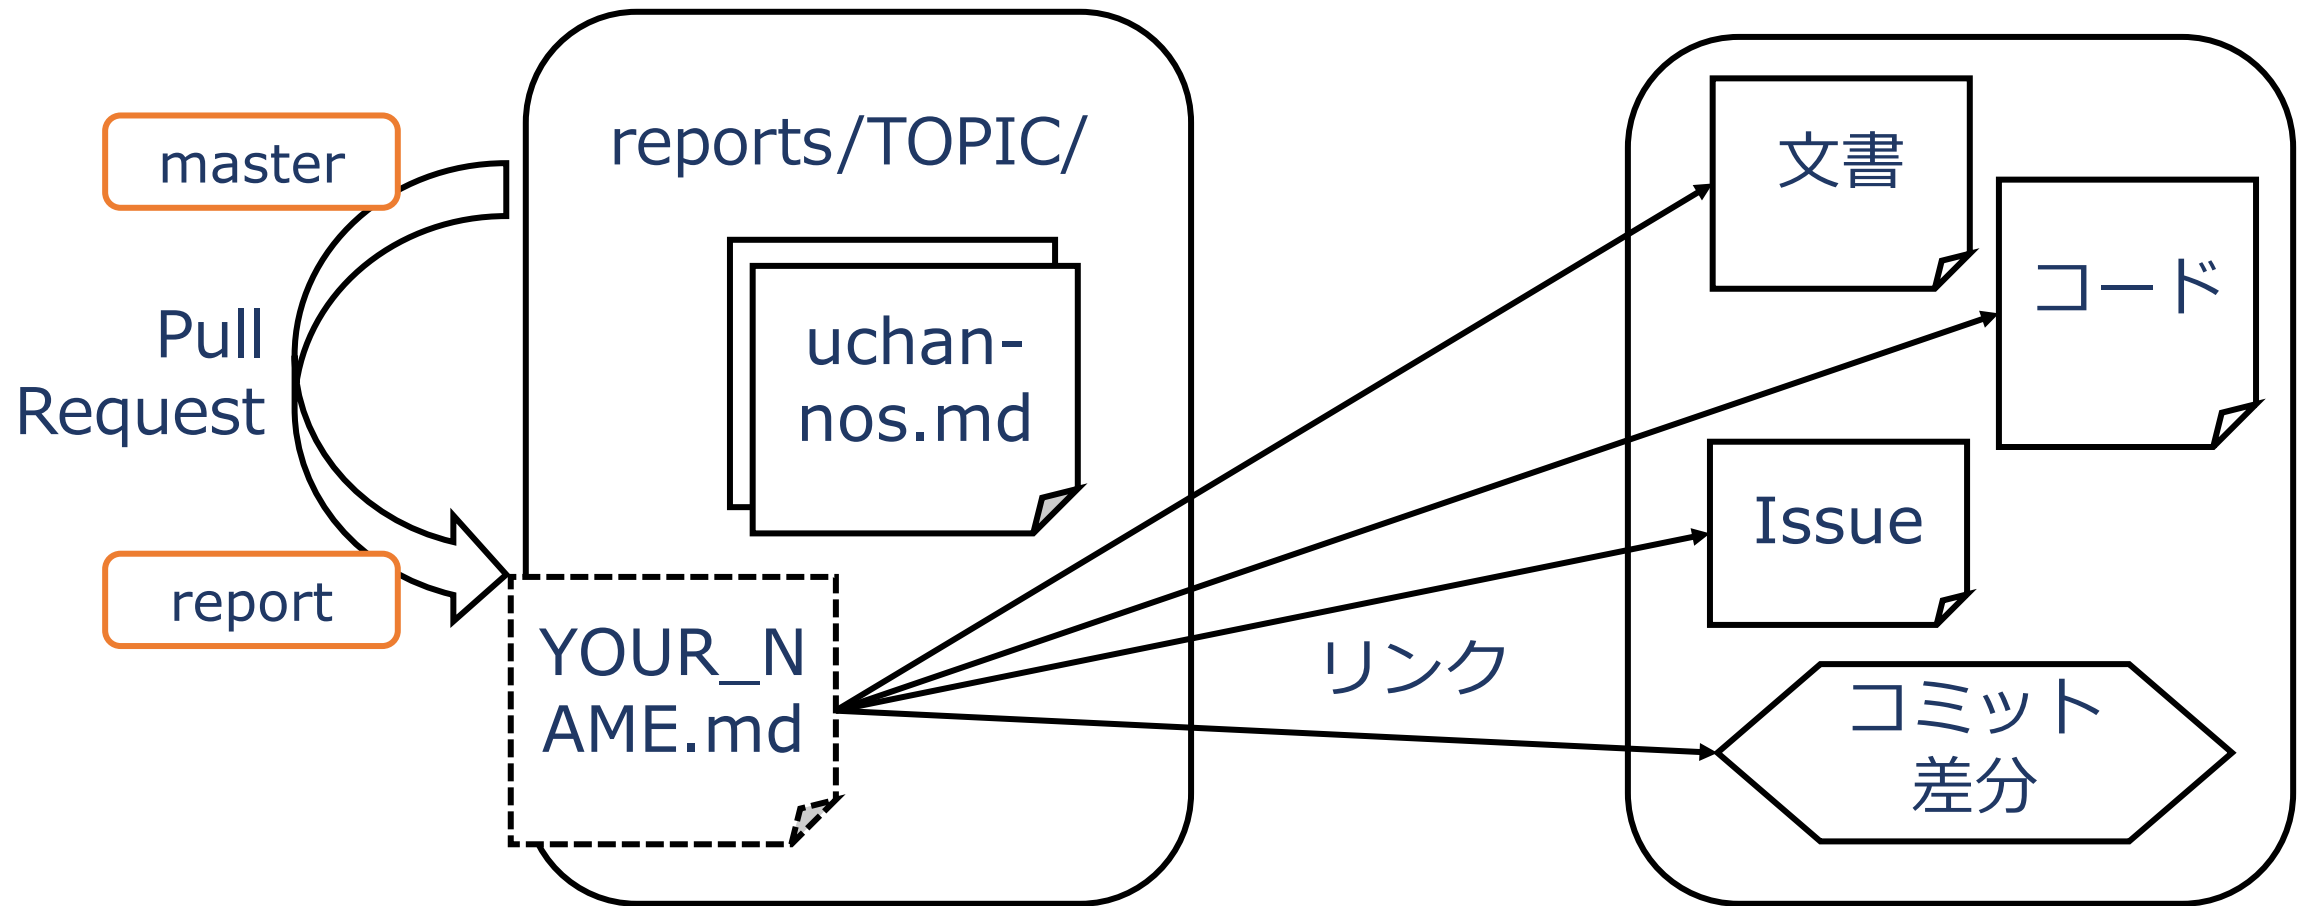 master
Pull
Request
report
reports/TOPIC/
uchan-
nos.md
YOUR_N
AME.md
リンク
文書
コード
Issue
コミット
差分